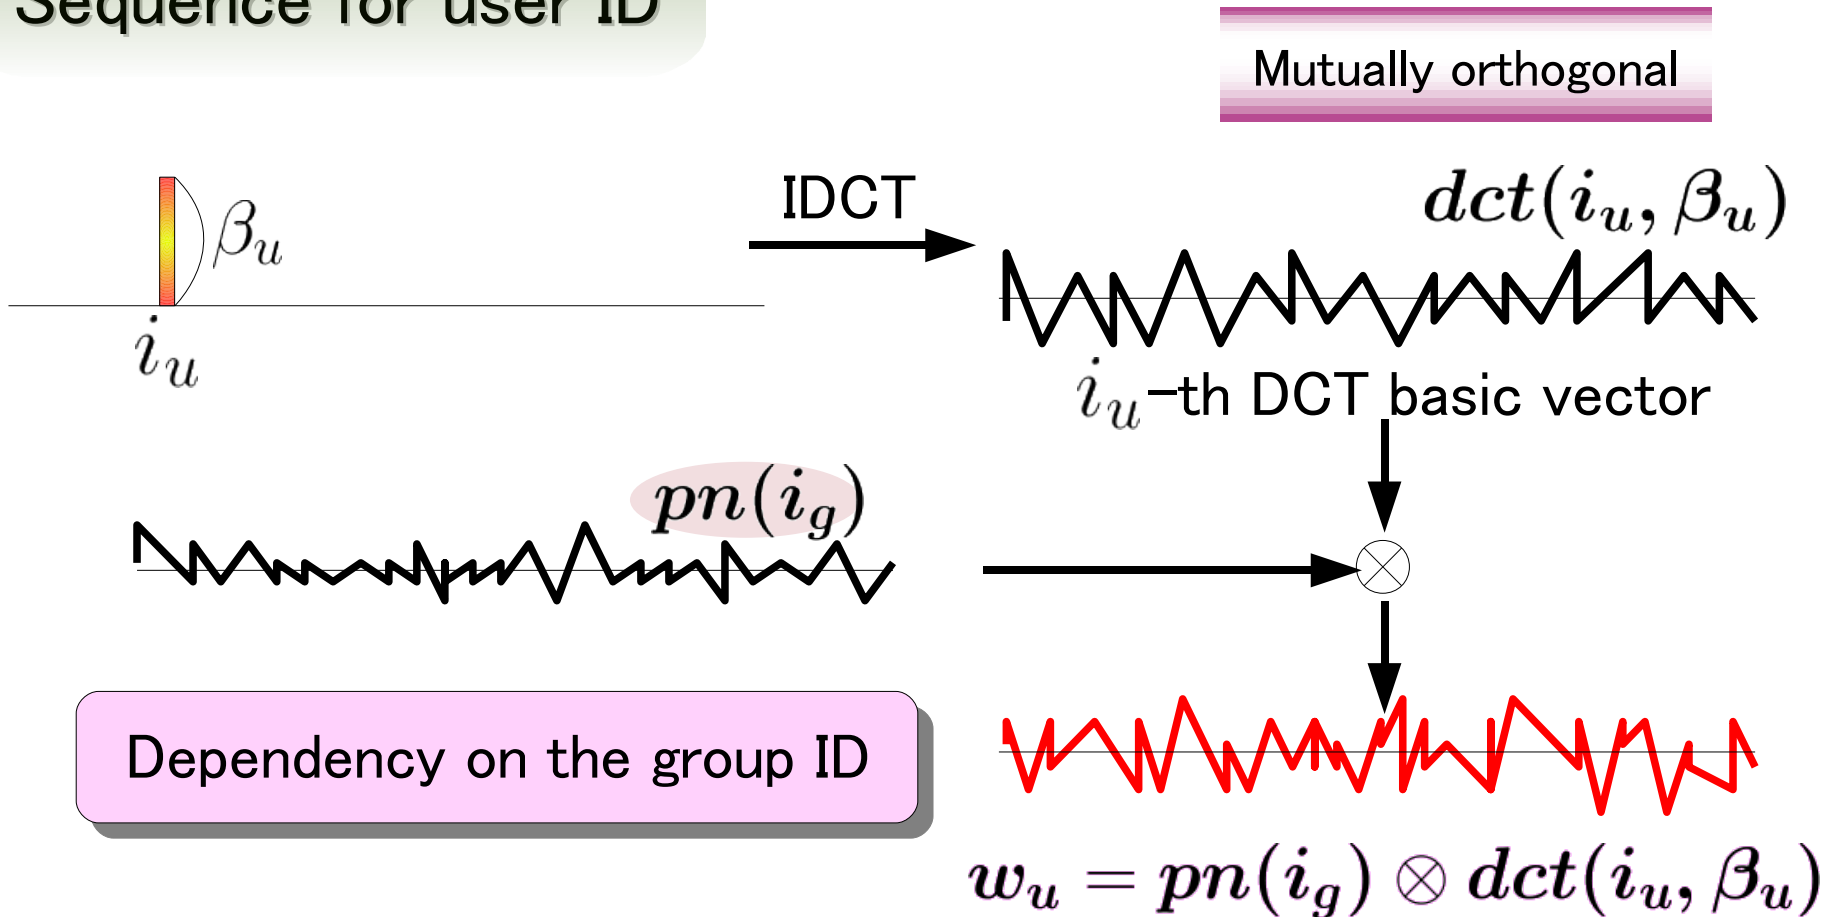 Sequence for user ID
Mutually orthogonal
β_u
i_u
IDCT
dct(i_u, β_u)
i_u-th DCT basic vector
pn(i_g)
Dependency on the group ID
w_u = pn(i_g) ⊗ dct(i_u, β_u)